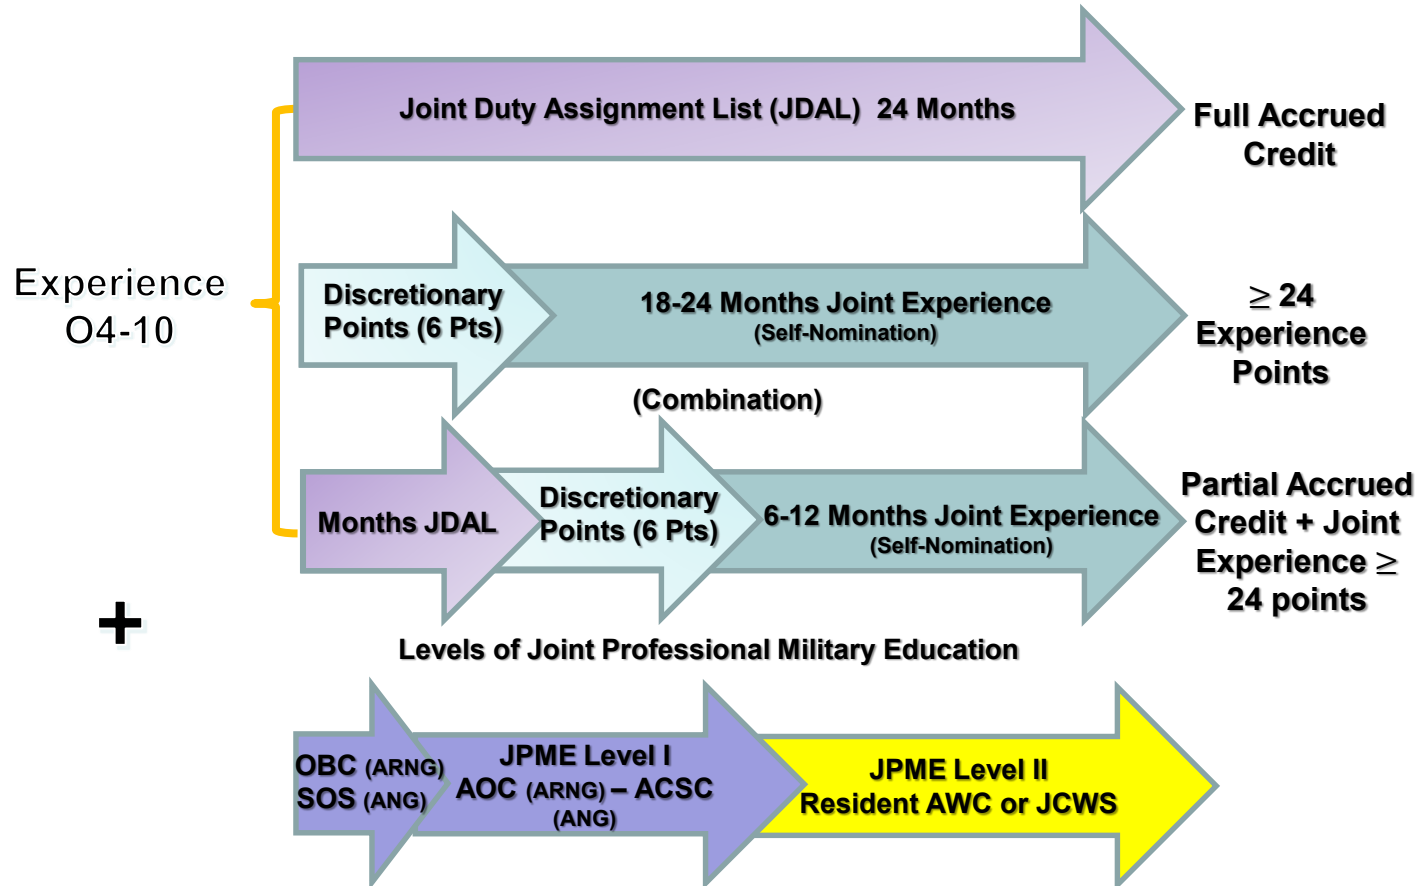 Joint Duty Assignment List (JDAL)  24 Months
Full Accrued
Credit
Experience
O4-10
Discretionary
Points (6 Pts)
18-24 Months Joint Experience
(Self-Nomination)
≥ 24
Experience
Points
(Combination)
Months JDAL
Discretionary
Points (6 Pts)
6-12 Months Joint Experience
(Self-Nomination)
Partial Accrued
Credit + Joint
Experience ≥
24 points
+
Levels of Joint Professional Military Education
OBC (ARNG)
SOS (ANG)
JPME Level I
AOC (ARNG) – ACSC
(ANG)
JPME Level II
Resident AWC or JCWS